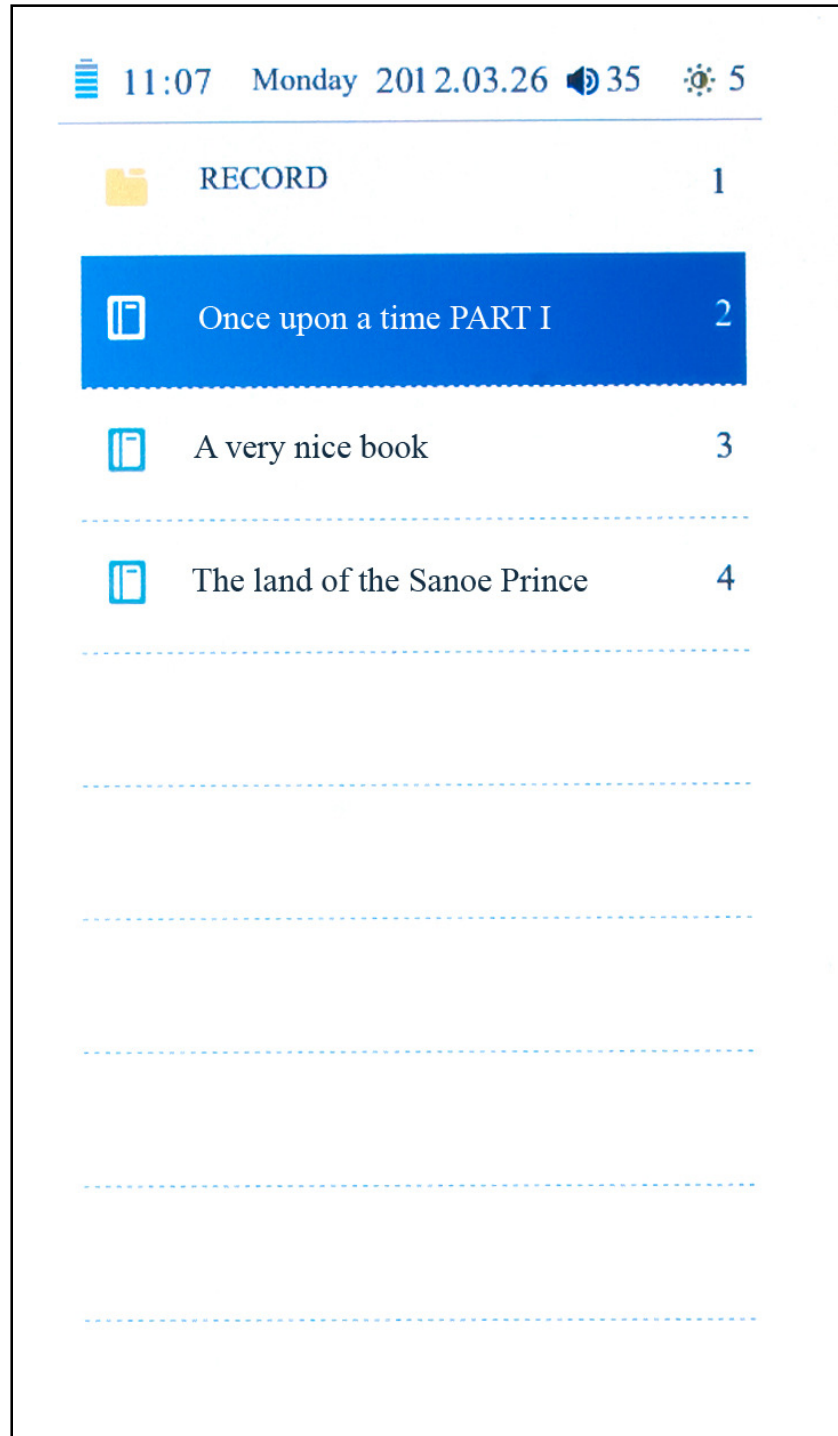 11:07 Monday 2012.03.26 35 5
RECORD 1
Once upon a time PART I 2
A very nice book 3
The land of the Sanoe Prince 4